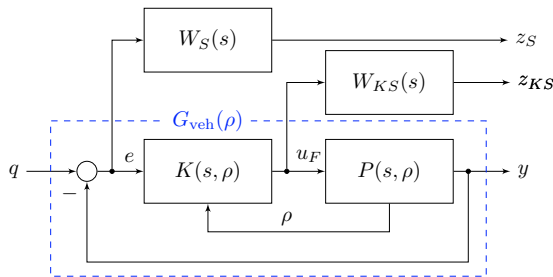 W_S(s)
z_S
W_{KS}(s)
z_{KS}
G_veh(ρ)
q
−
e
K(s, ρ)
u_F
P(s, ρ)
y
ρ